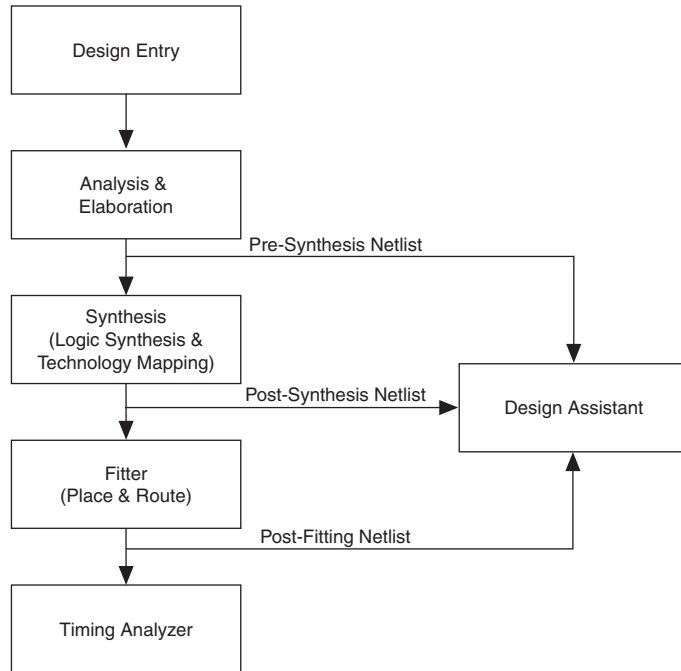 Design Entry
Analysis &
Elaboration
Pre-Synthesis Netlist
Synthesis
(Logic Synthesis &
Technology Mapping)
Post-Synthesis Netlist
Design Assistant
Fitter
(Place & Route)
Post-Fitting Netlist
Timing Analyzer